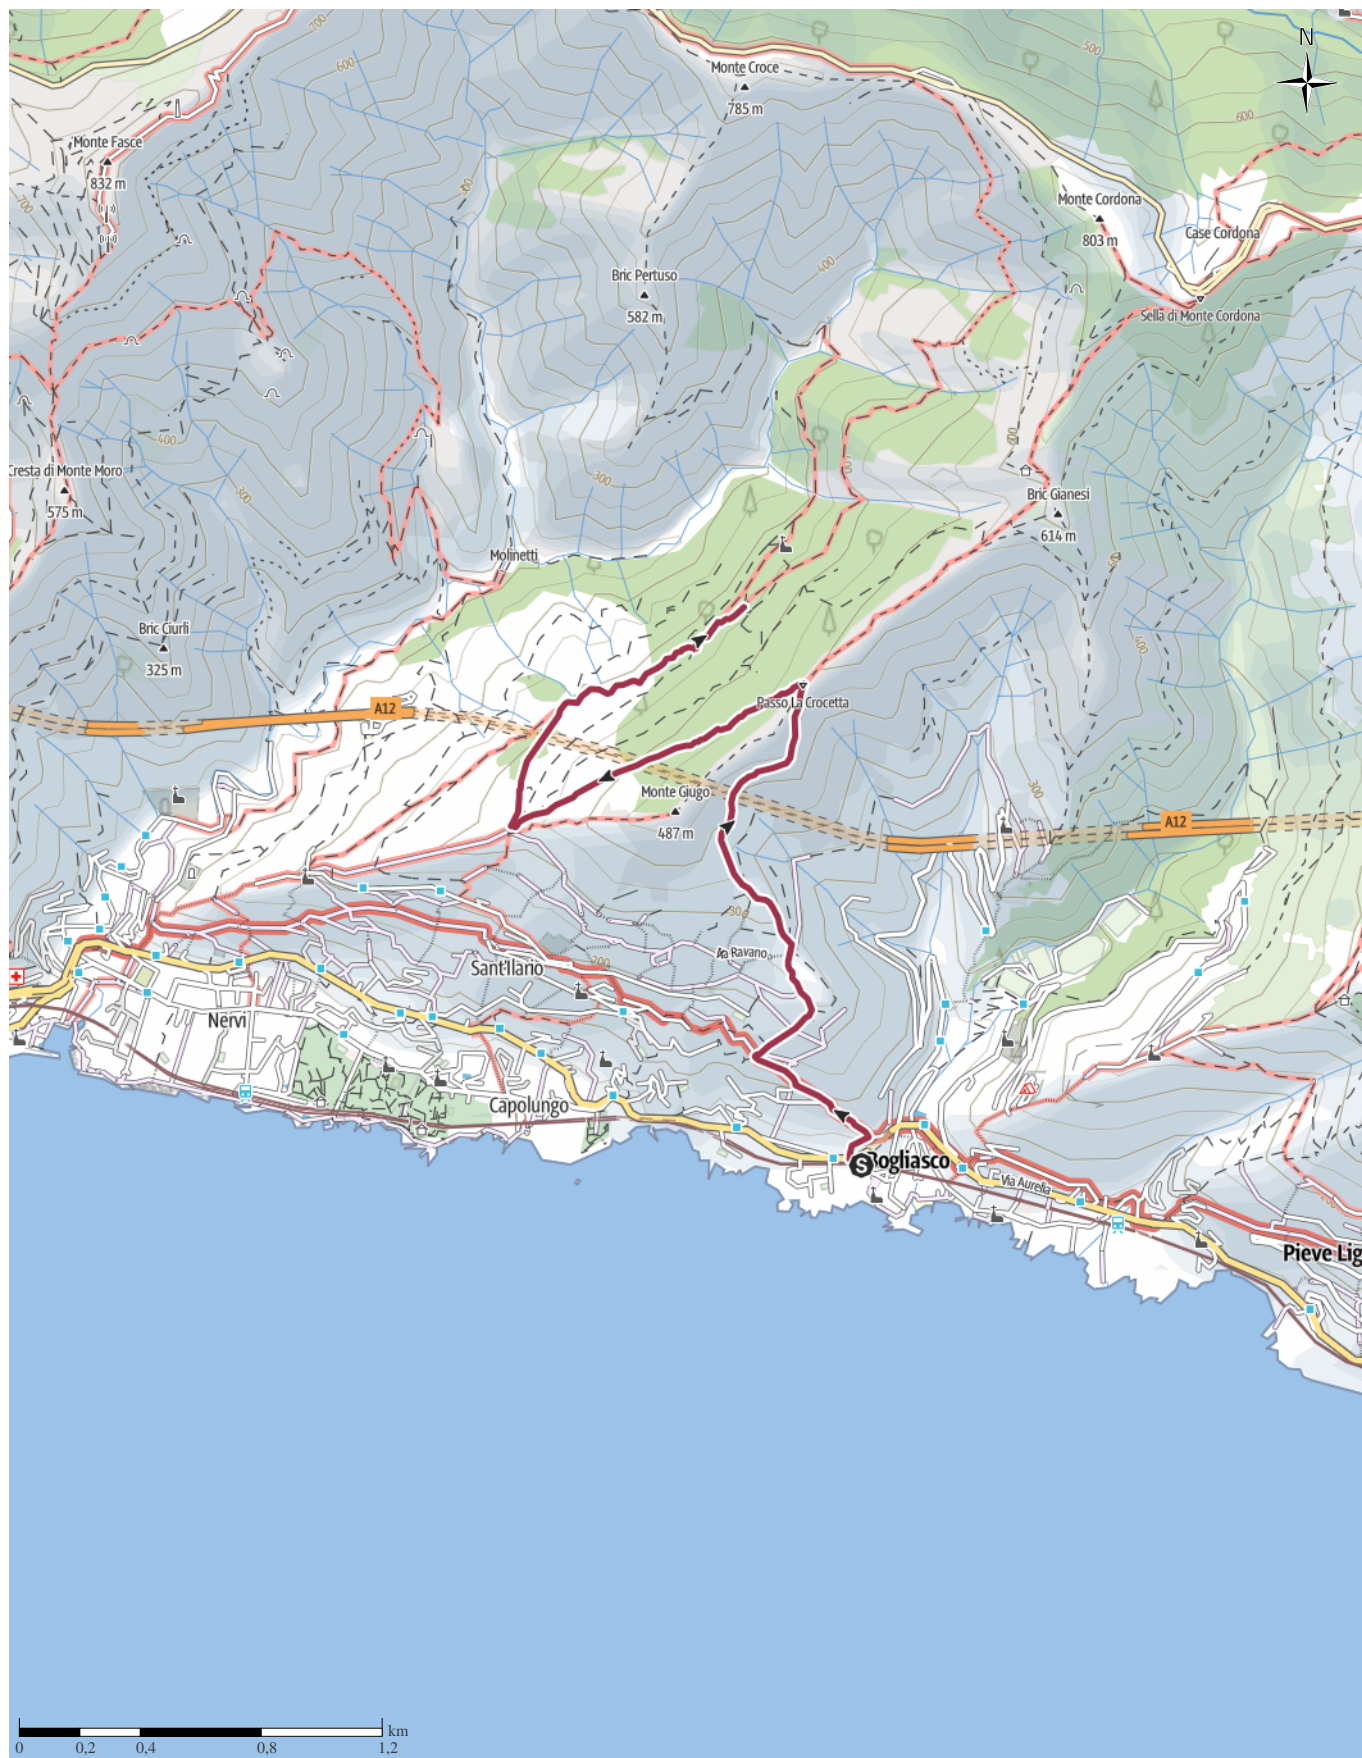 N
700
600
500
600
Monte Croce
785 m
Monte Fasce
832 m
700
Monte Cordona
803 m
Case Cordona
Sella di Monte Cordona
400
Bric Pertuso
582 m
400
300
300
Cresta di Monte Moro
575 m
Bric Gianesi
614 m
Molinetti
400
Bric Ciurli
325 m
A12
Passo La Crocetta
Monte Giugo
487 m
300
A12
Via Ravano
200
Sant'Ilario
Nervi
Capolungo
S
Bogliasco
Via Aurelia
200
Pieve Lig
km
0
0,2
0,4
0,8
1,2